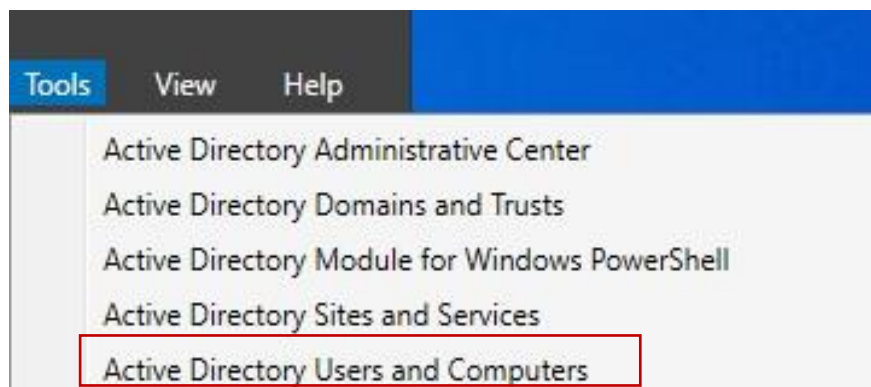 Tools View Help
Active Directory Administrative Center
Active Directory Domains and Trusts
Active Directory Module for Windows PowerShell
Active Directory Sites and Services
Active Directory Users and Computers